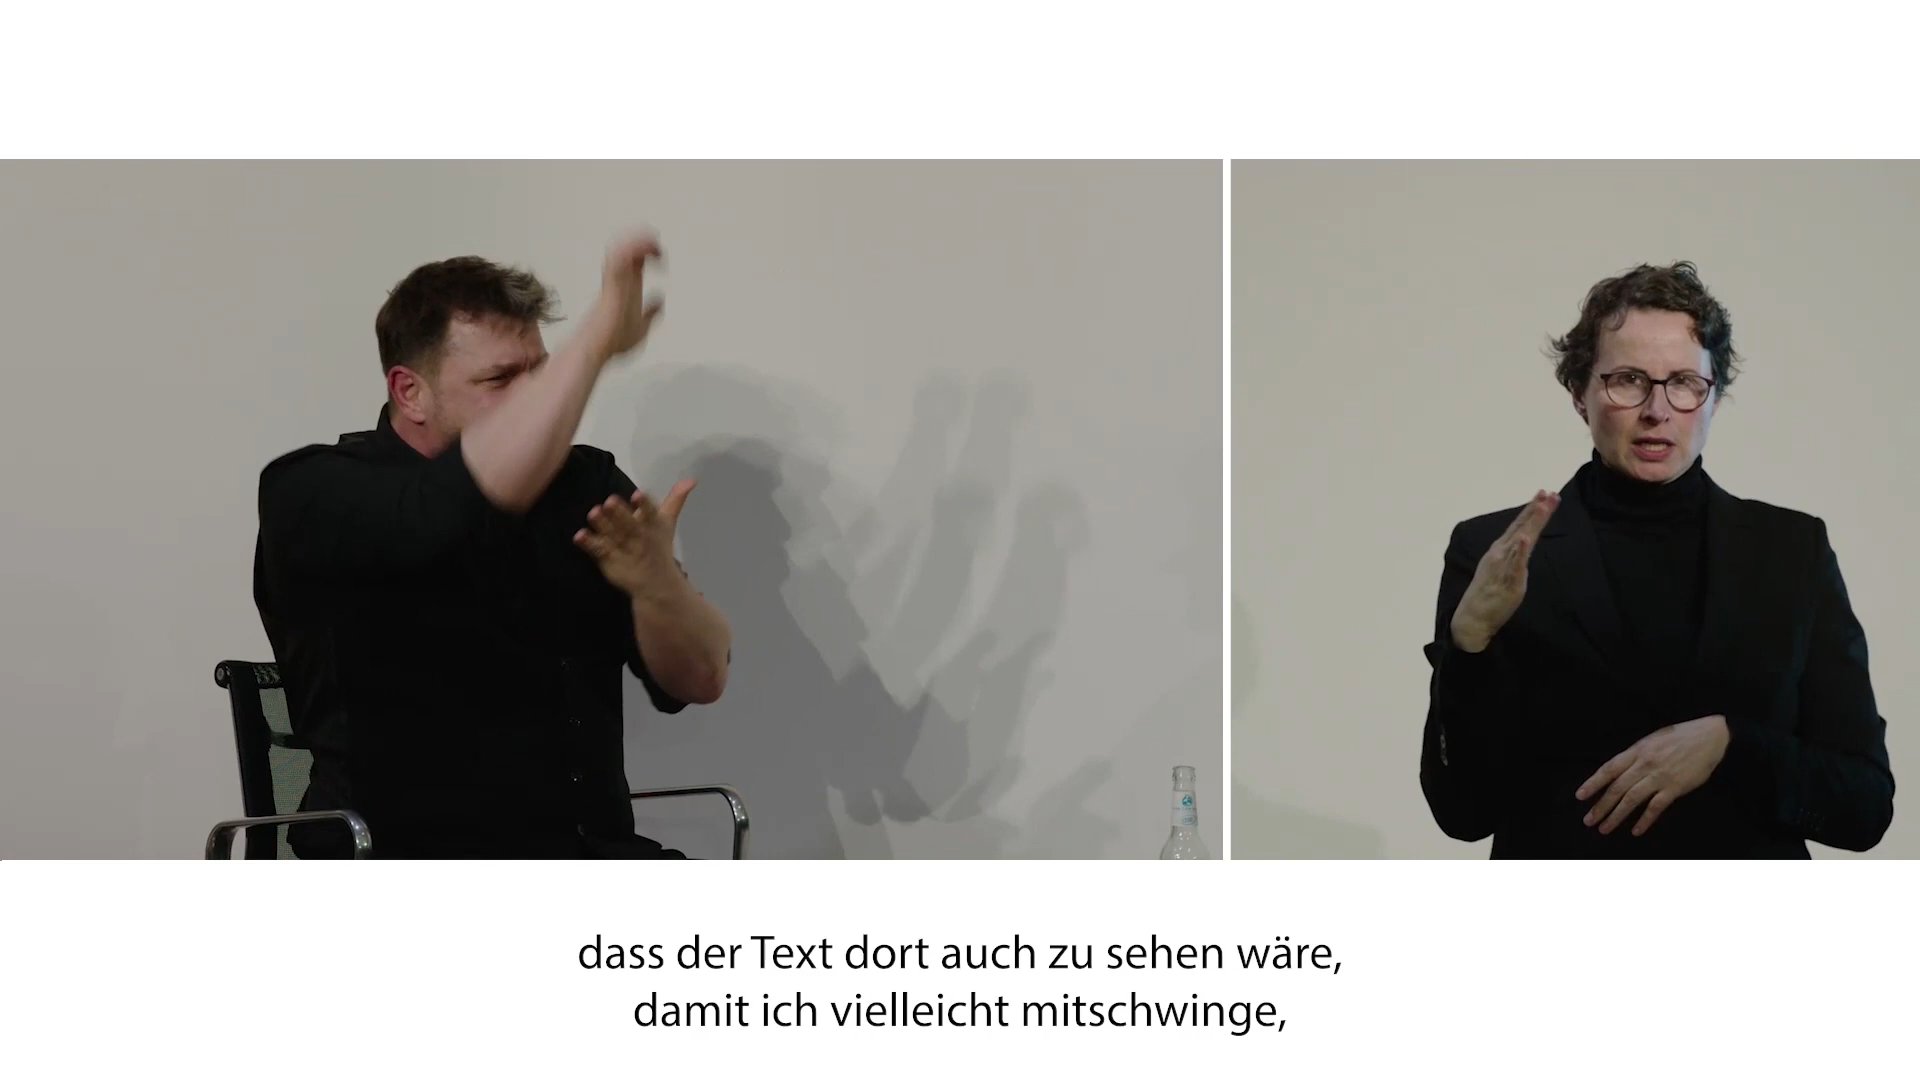 dass der Text dort auch zu sehen wäre,
damit ich vielleicht mitschwinge,